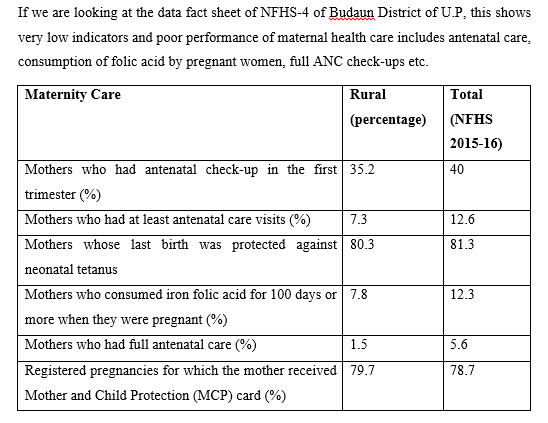 If we are looking at the data fact sheet of NFHS-4 of Budaun District of U.P, this shows
very low indicators and poor performance of maternal health care includes antenatal care,
consumption of folic acid by pregnant women, full ANC check-ups etc.
Maternity Care Rural Total
(percentage) (NFHS
2015-16)
Mothers who had antenatal check-up in the first 35.2 40
trimester (%)
Mothers who had at least antenatal care visits (%) 7.3 12.6
Mothers whose last birth was protected against 80.3 81.3
neonatal tetanus
Mothers who consumed iron folic acid for 100 days or 7.8 12.3
more when they were pregnant (%)
Mothers who had full antenatal care (%) 1.5 5.6
Registered pregnancies for which the mother received 79.7 78.7
Mother and Child Protection (MCP) card (%)